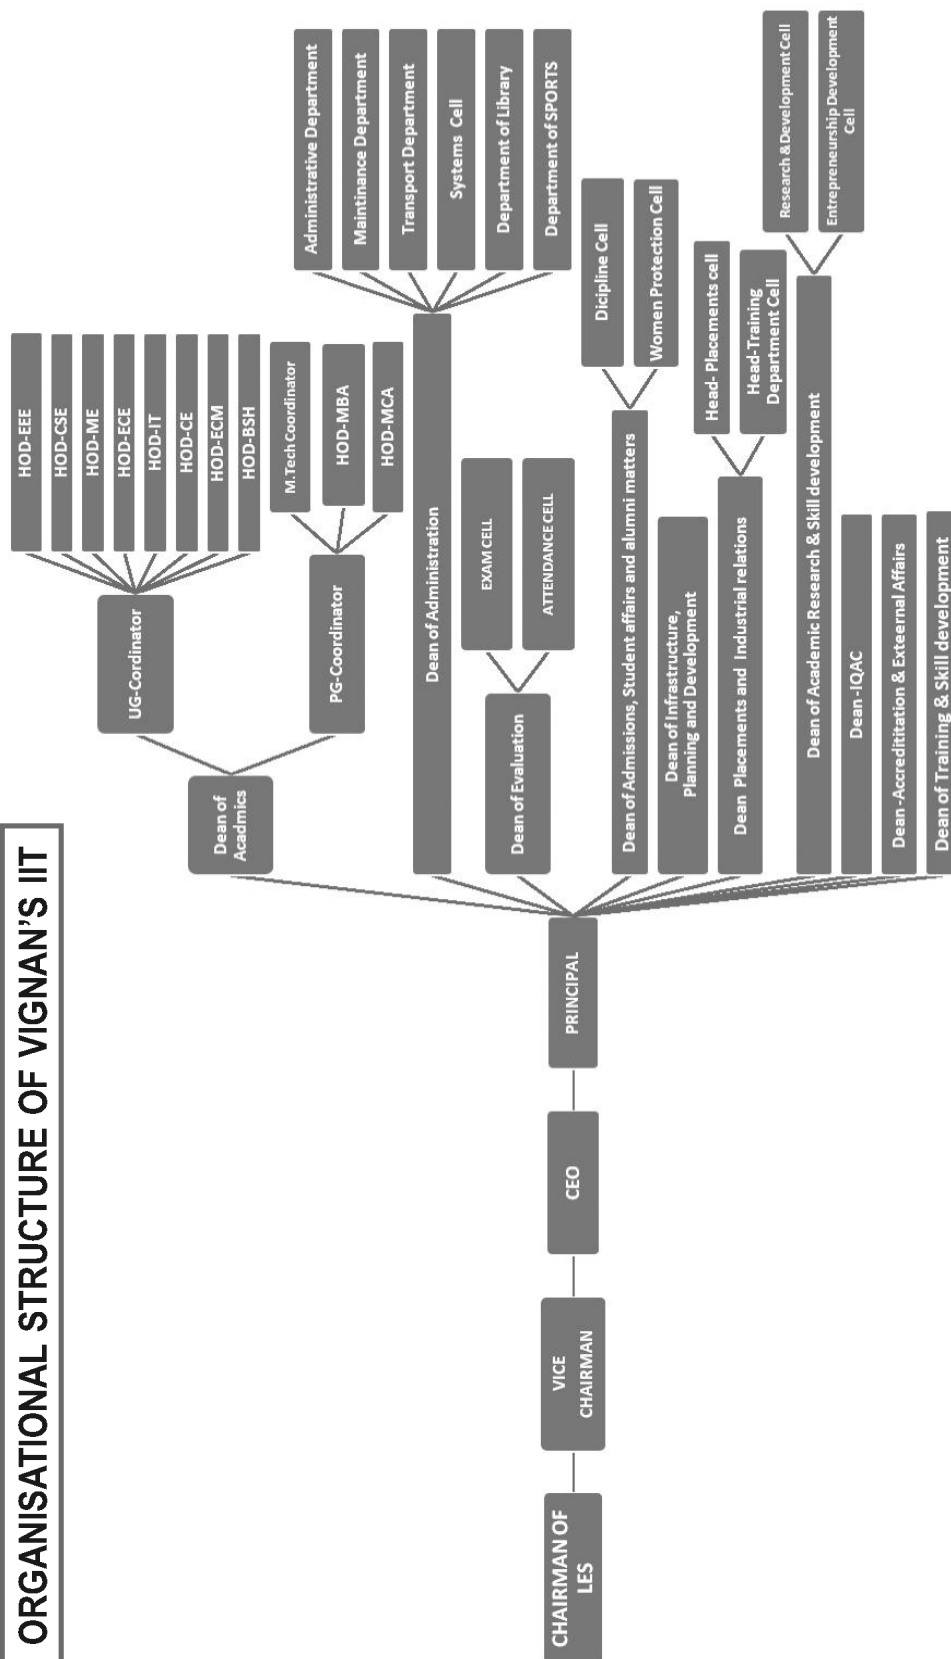 ORGANISATIONAL STRUCTURE OF VIGNAN'S IIT
CHAIRMAN OF
LES
VICE
CHAIRMAN
CEO
PRINCIPAL
Dean of
Acadmics
UG-Cordinator
HOD-EEE
HOD-CSE
HOD-ME
HOD-ECE
HOD-IT
HOD-CE
HOD-ECM
HOD-BSH
PG-Coordinator
M.Tech Coordinator
HOD-MBA
HOD-MCA
Dean of Administration
Administrative Department
Maintinance Department
Transport Department
Systems Cell
Department of Library
Department of SPORTS
Dean of Evaluation
EXAM CELL
ATTENDANCE CELL
Dean of Admissions, Student affairs and alumni matters
Dicipline Cell
Women Protection Cell
Dean of Infrastructure,
Planning and Development
Dean Placements and Industrial relations
Head- Placements cell
Head-Training
Department Cell
Dean of Academic Research & Skill development
Research & Development Cell
Entrepreneurship Development
Cell
Dean -IQAC
Dean -Accredititation & Exteernal Affairs
Dean of Training & Skill development